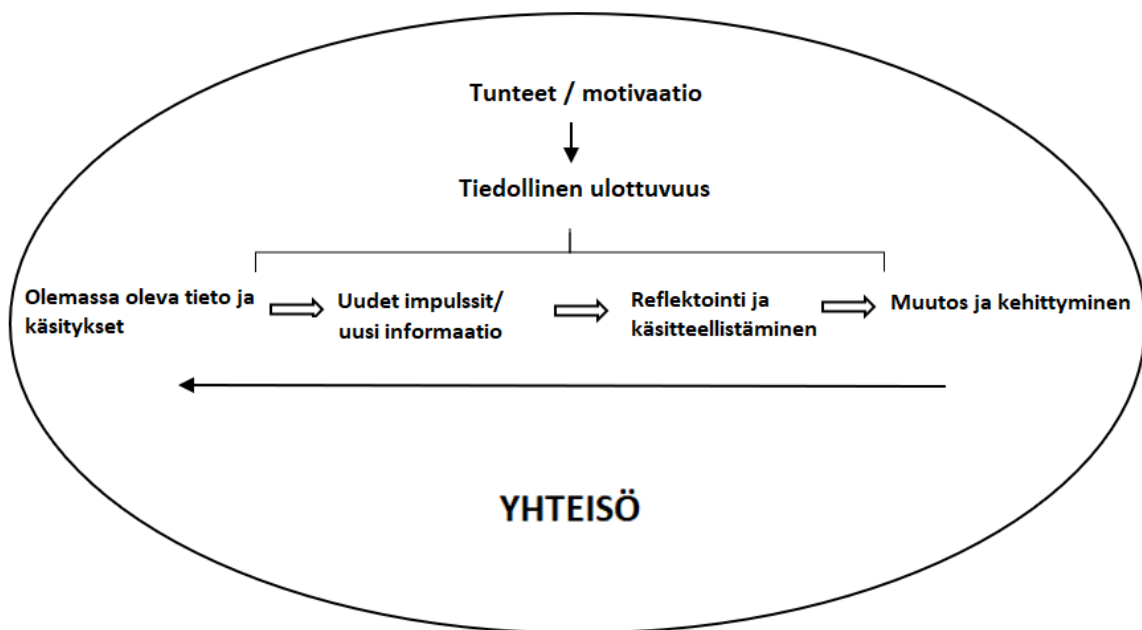 Tunteet / motivaatio
Tiedollinen ulottuvuus
Olemassa oleva tieto ja
käsitykset
Uudet impulssit/
uusi informaatio
Reflektointi ja
käsitteellistäminen
Muutos ja kehittyminen
YHTEISÖ